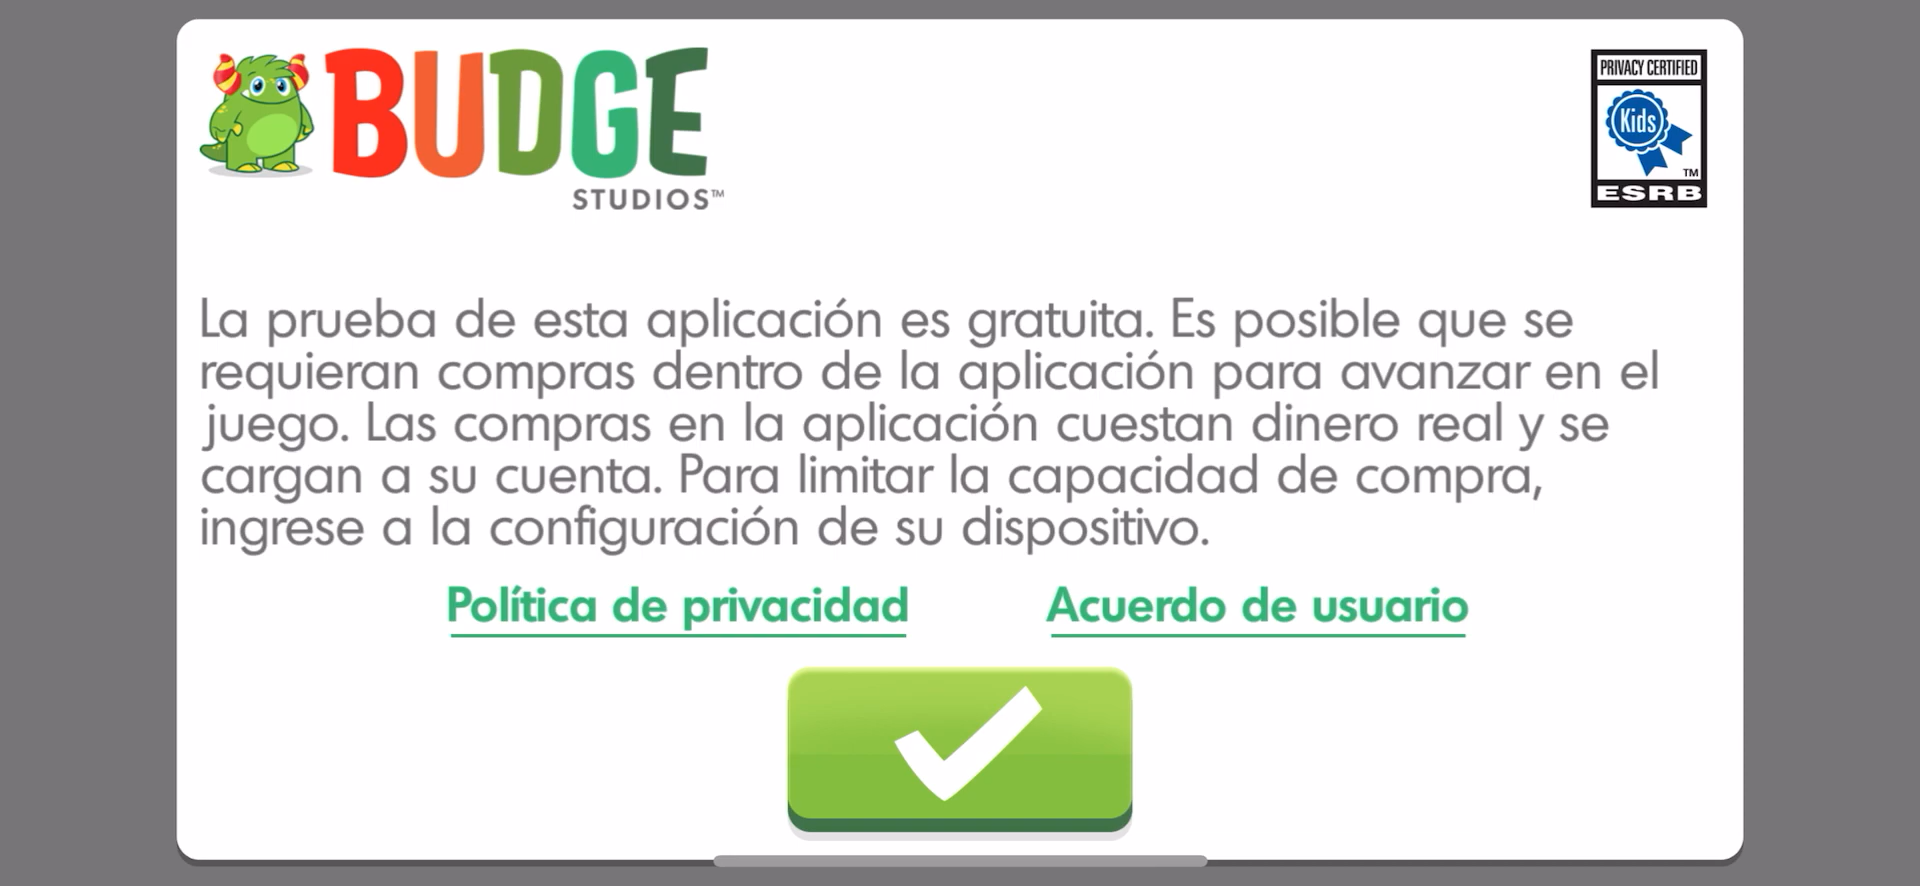 BUDGE
STUDIOS™
PRIVACY CERTIFIED
Kids
TM
ESRB
La prueba de esta aplicación es gratuita. Es posible que se
requieran compras dentro de la aplicación para avanzar en el
juego. Las compras en la aplicación cuestan dinero real y se
cargan a su cuenta. Para limitar la capacidad de compra,
ingrese a la configuración de su dispositivo.
Política de privacidad
Acuerdo de usuario